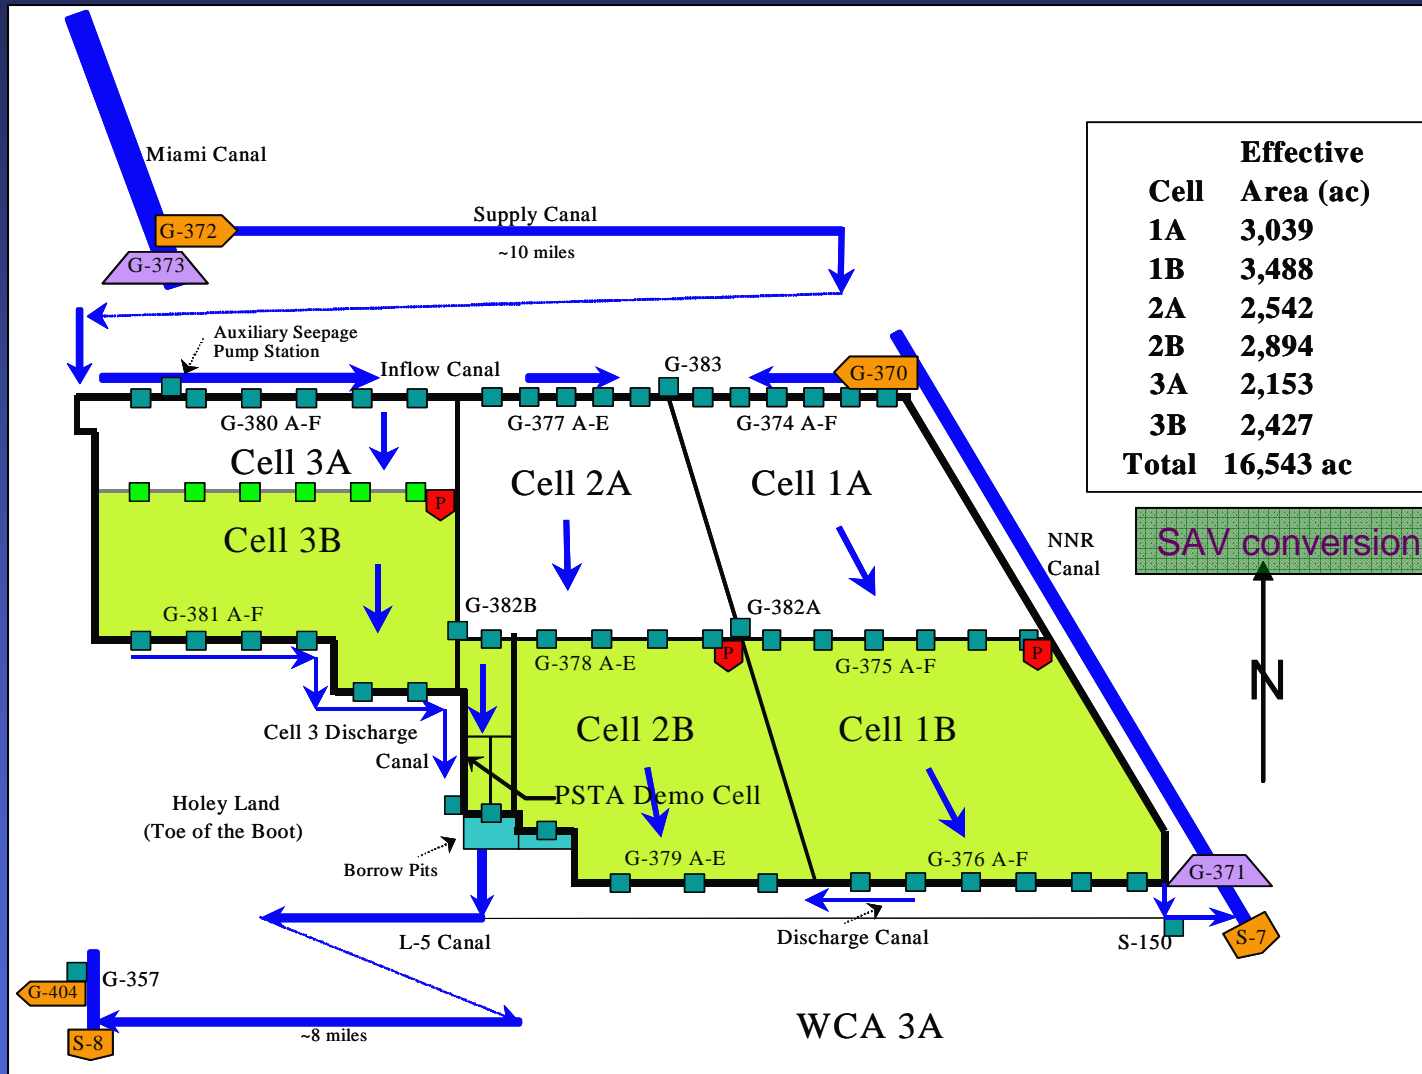 Miami Canal
G-372
G-373
Supply Canal
~10 miles
Effective
Cell Area (ac)
1A 3,039
1B 3,488
2A 2,542
2B 2,894
3A 2,153
3B 2,427
Total 16,543 ac
SAV conversion
N
Auxiliary Seepage
Pump Station
Inflow Canal
G-383
G-370
G-380 A-F
G-377 A-E
G-374 A-F
Cell 3A
Cell 2A
Cell 1A
P
Cell 3B
NNR
Canal
G-381 A-F
G-382B
G-382A
G-378 A-E
P
G-375 A-F
P
Cell 3 Discharge
Canal
Cell 2B
Cell 1B
PSTA Demo Cell
Holey Land
(Toe of the Boot)
Borrow Pits
G-379 A-E
G-376 A-F
G-371
L-5 Canal
Discharge Canal
S-150
S-7
G-357
G-404
S-8
~8 miles
WCA 3A